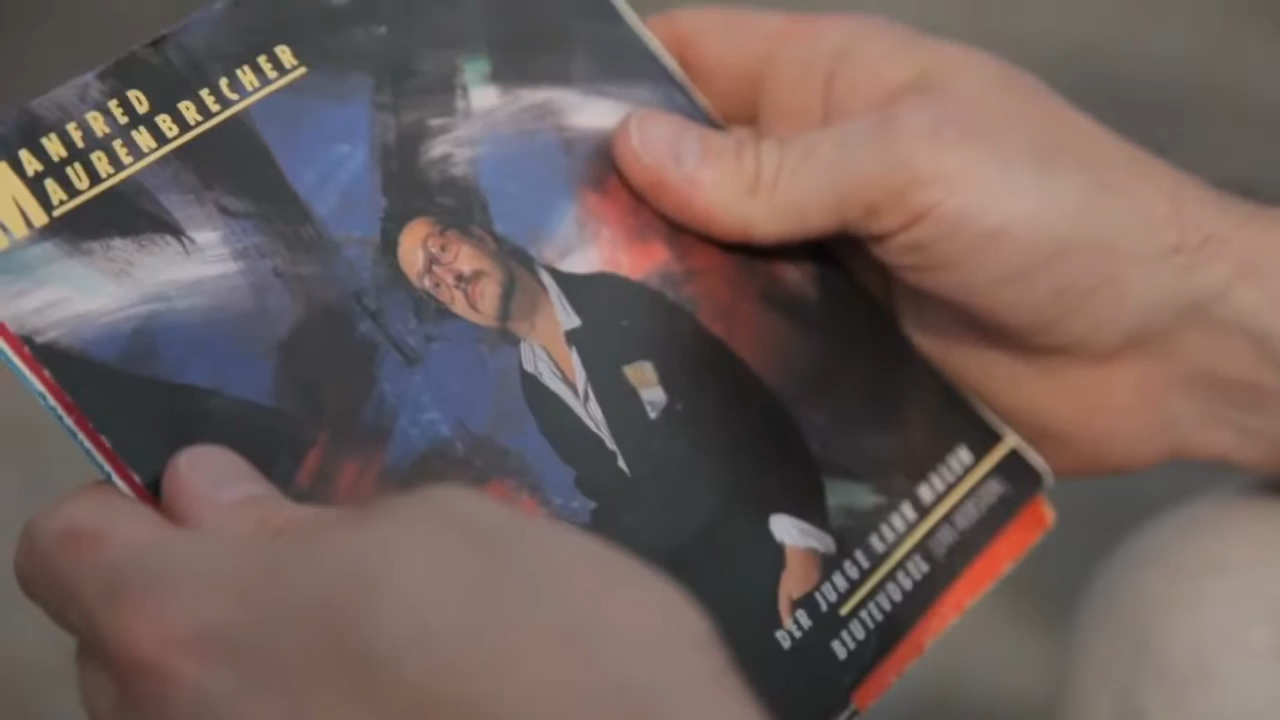 MANFRED
MAURENBRECHER
DER JUNGE KANN MALEN
BEUTEVÖGEL